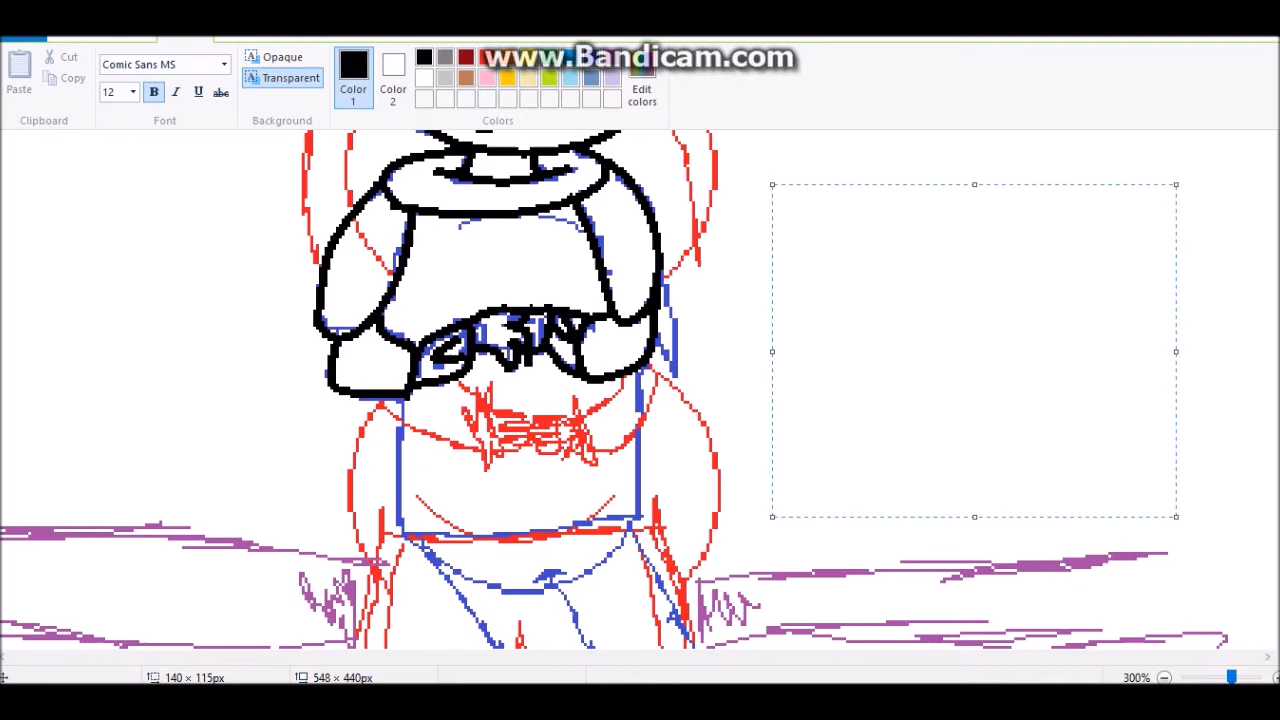 www.Bandicam.com
Cut
Copy
Paste
Clipboard
Comic Sans MS
12
B I U abc
Font
Opaque
Transparent
Background
Color 1
Color 2
Edit colors
Colors
140 × 115px
548 × 440px
300%